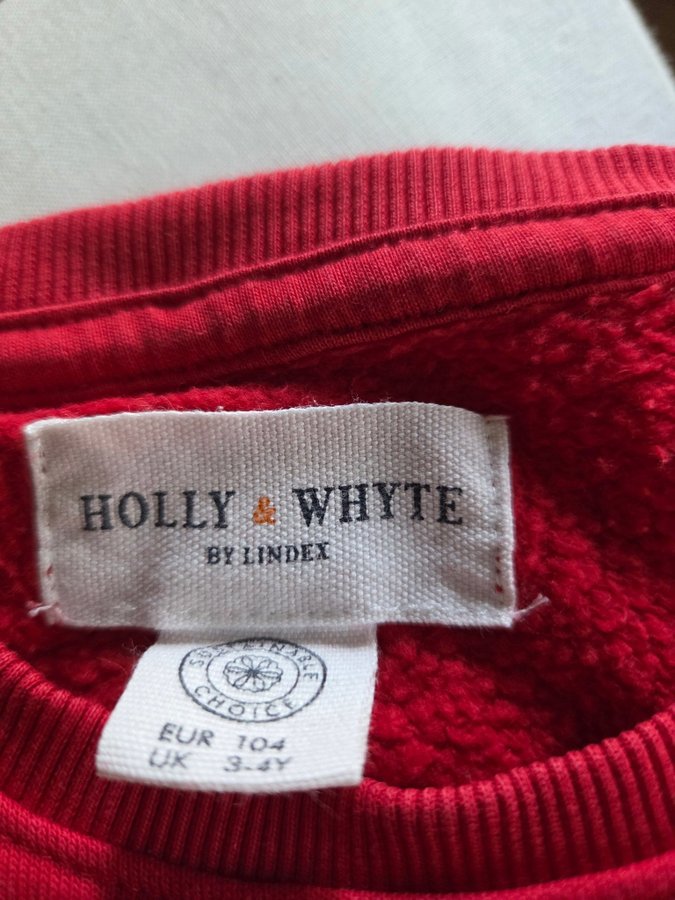 HOLLY & WHYTE
BY LINDEX
SUSTAINABLE
CHOICE
EUR 104
UK 3-4Y